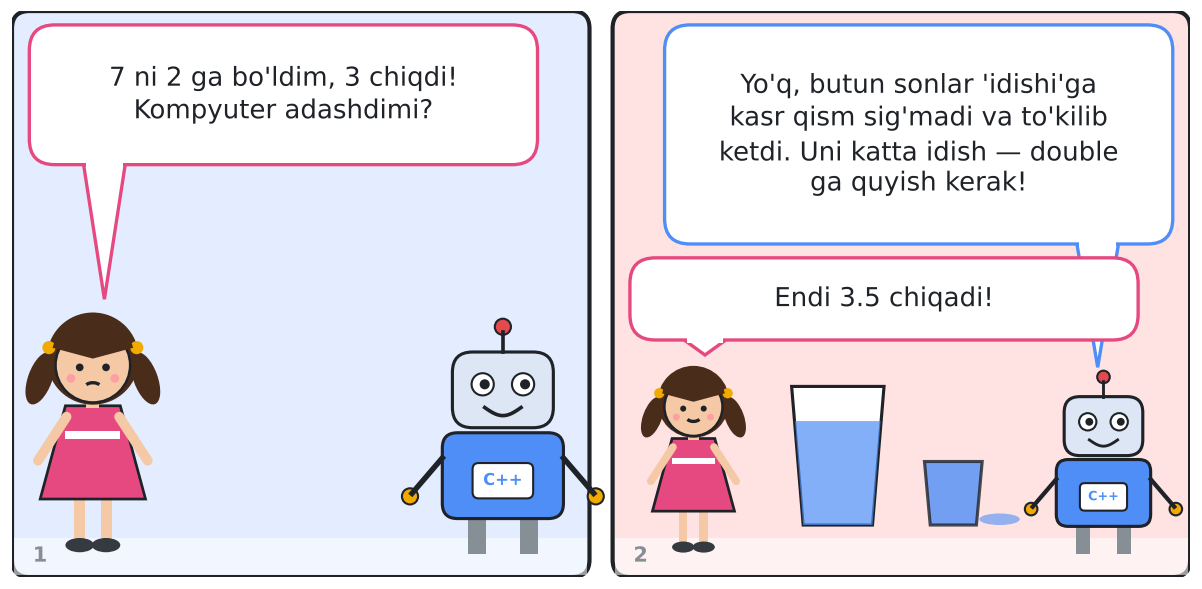 7 ni 2 ga bo'ldim, 3 chiqdi!
Kompyuter adashdimi?
C++
1
Yo'q, butun sonlar 'idishi'ga
kasr qism sig'madi va to'kilib
ketdi. Uni katta idish — double
ga quyish kerak!
Endi 3.5 chiqadi!
C++
2